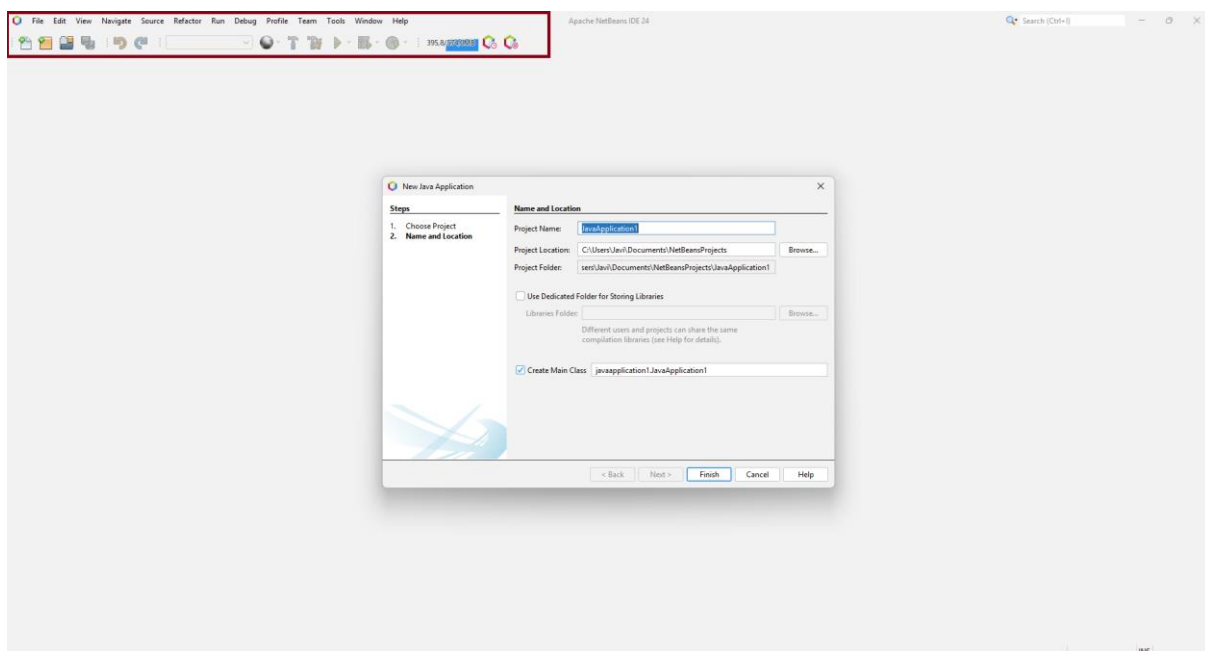 File Edit View Navigate Source Refactor Run Debug Profile Team Tools Window Help
Apache NetBeans IDE 24
Search (Ctrl+I)
New Java Application
Steps
1. Choose Project
2. Name and Location
Name and Location
Project Name: JavaApplication1
Project Location: C:\Users\Javi\Documents\NetBeansProjects Browse...
Project Folder: sers\Javi\Documents\NetBeansProjects\JavaApplication1
Use Dedicated Folder for Storing Libraries
Libraries Folder: Browse...
Different users and projects can share the same
compilation libraries (see Help for details).
Create Main Class javaapplication1.JavaApplication1
< Back Next > Finish Cancel Help